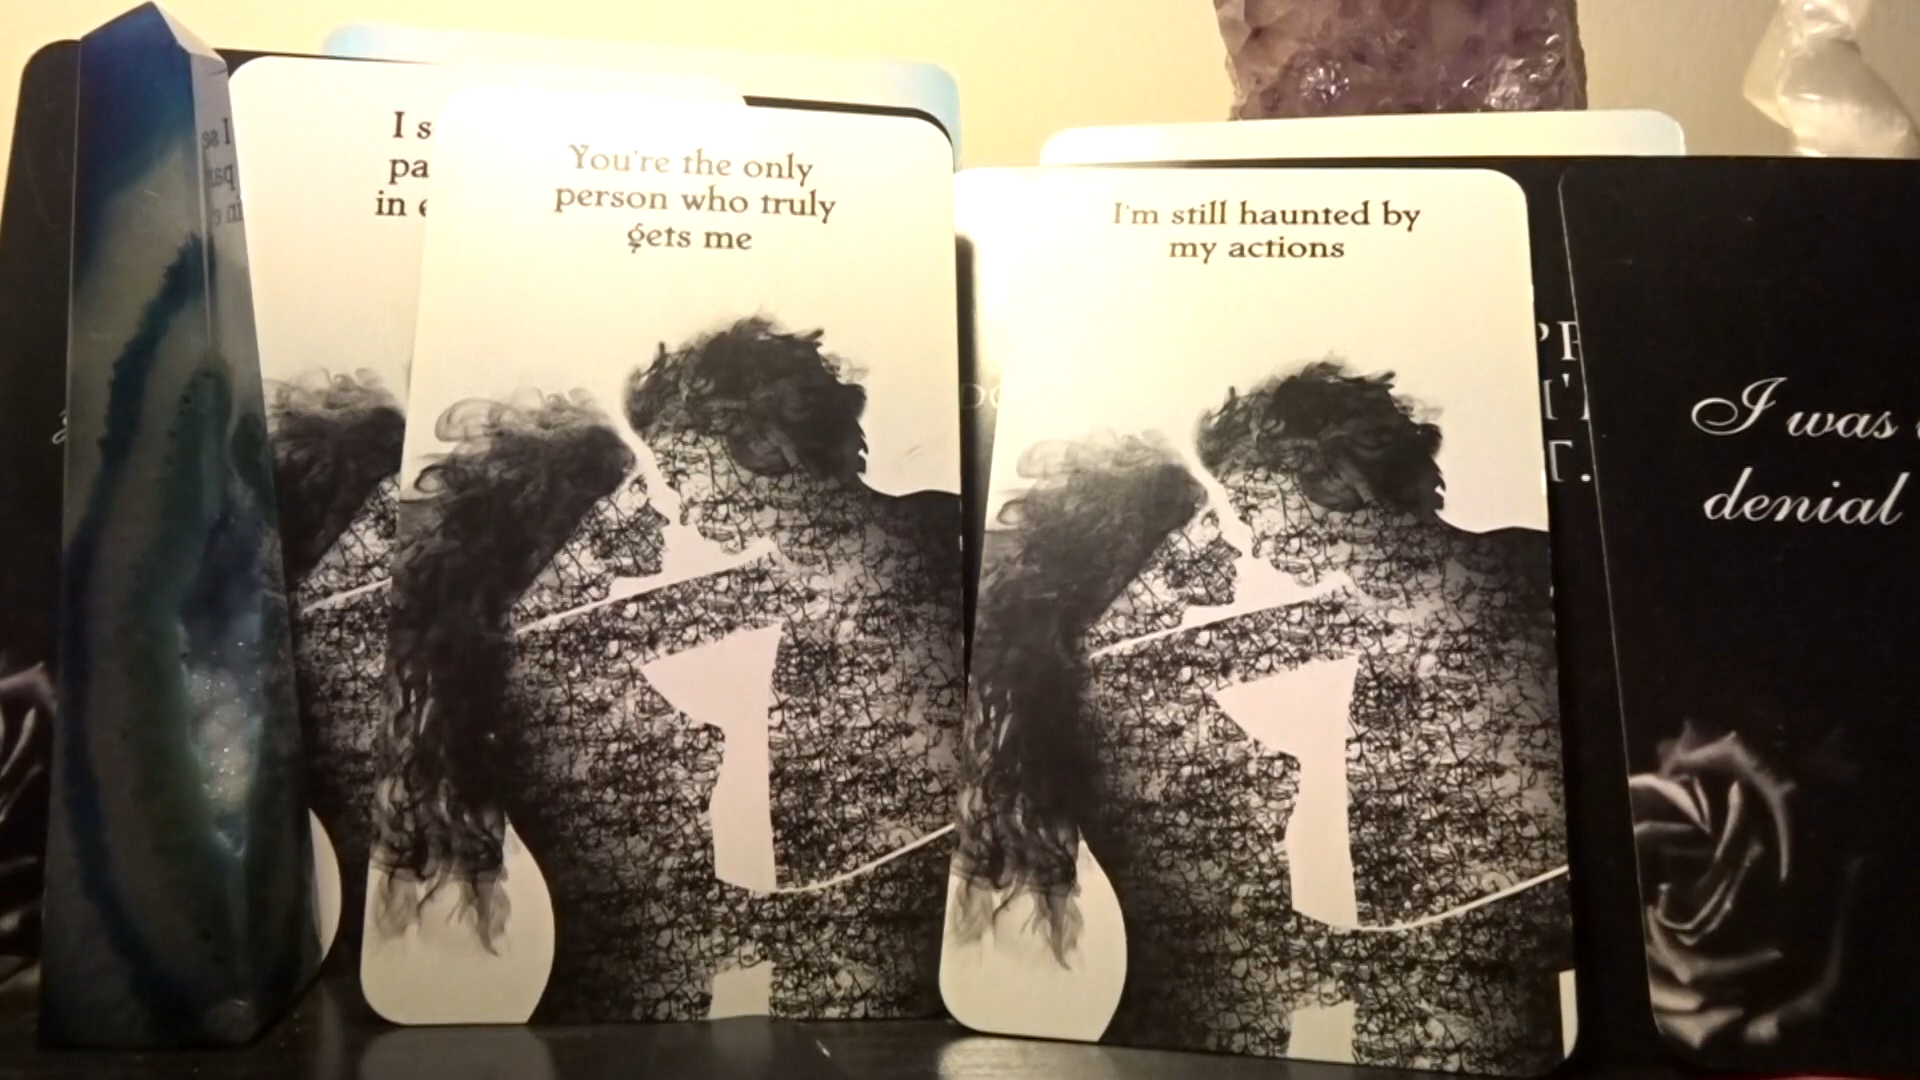 I s
pa
in e
You're the only
person who truly
gets me
I'm still haunted by
my actions
I was
denial